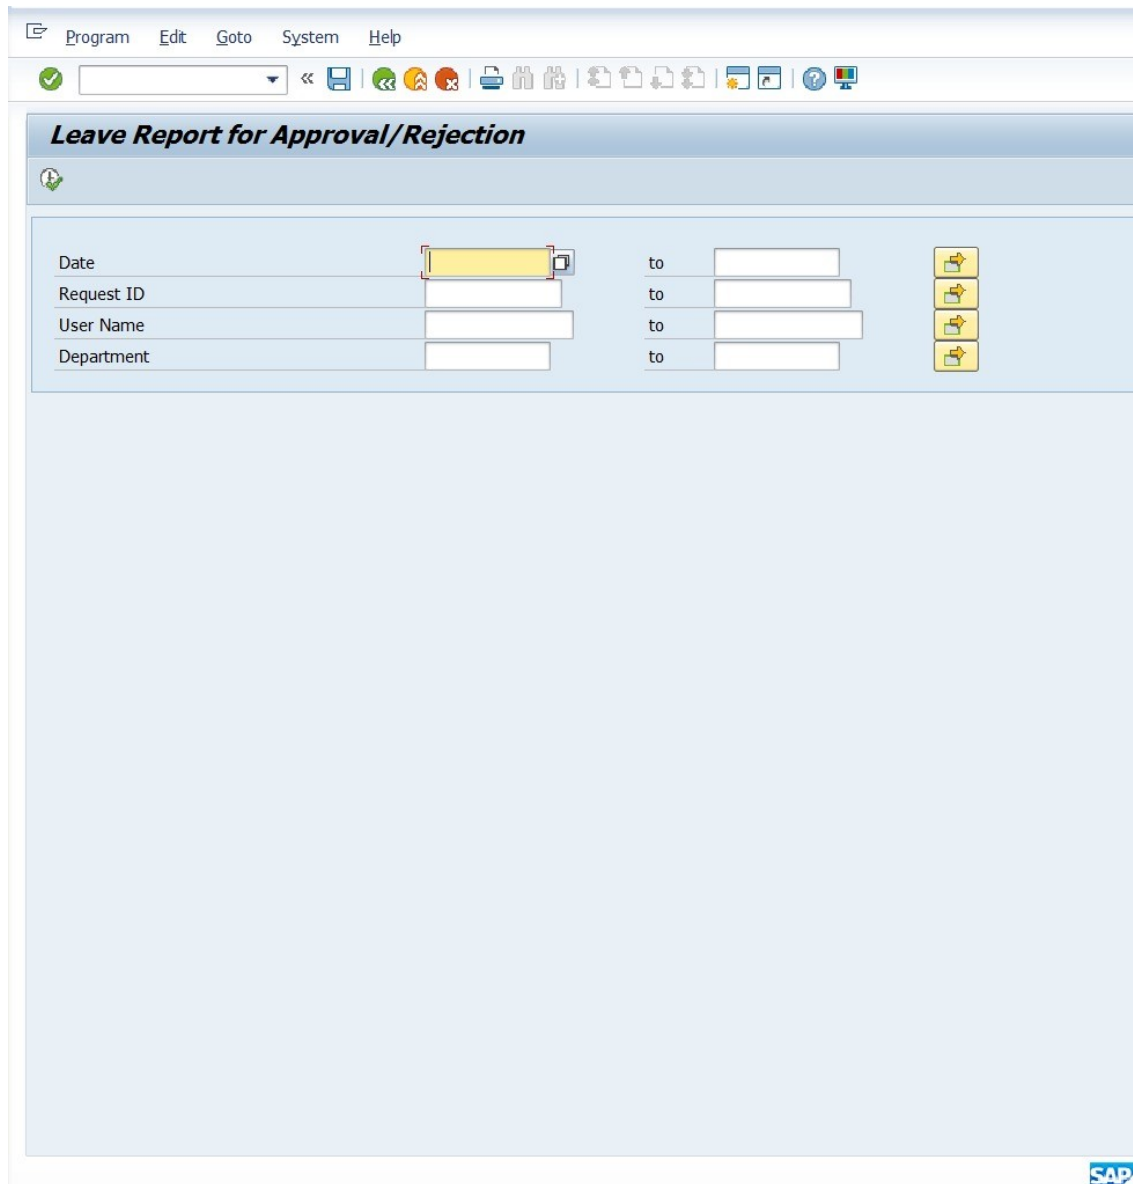 Program Edit Goto System Help
Leave Report for Approval/Rejection
Date to
Request ID to
User Name to
Department to
SAP